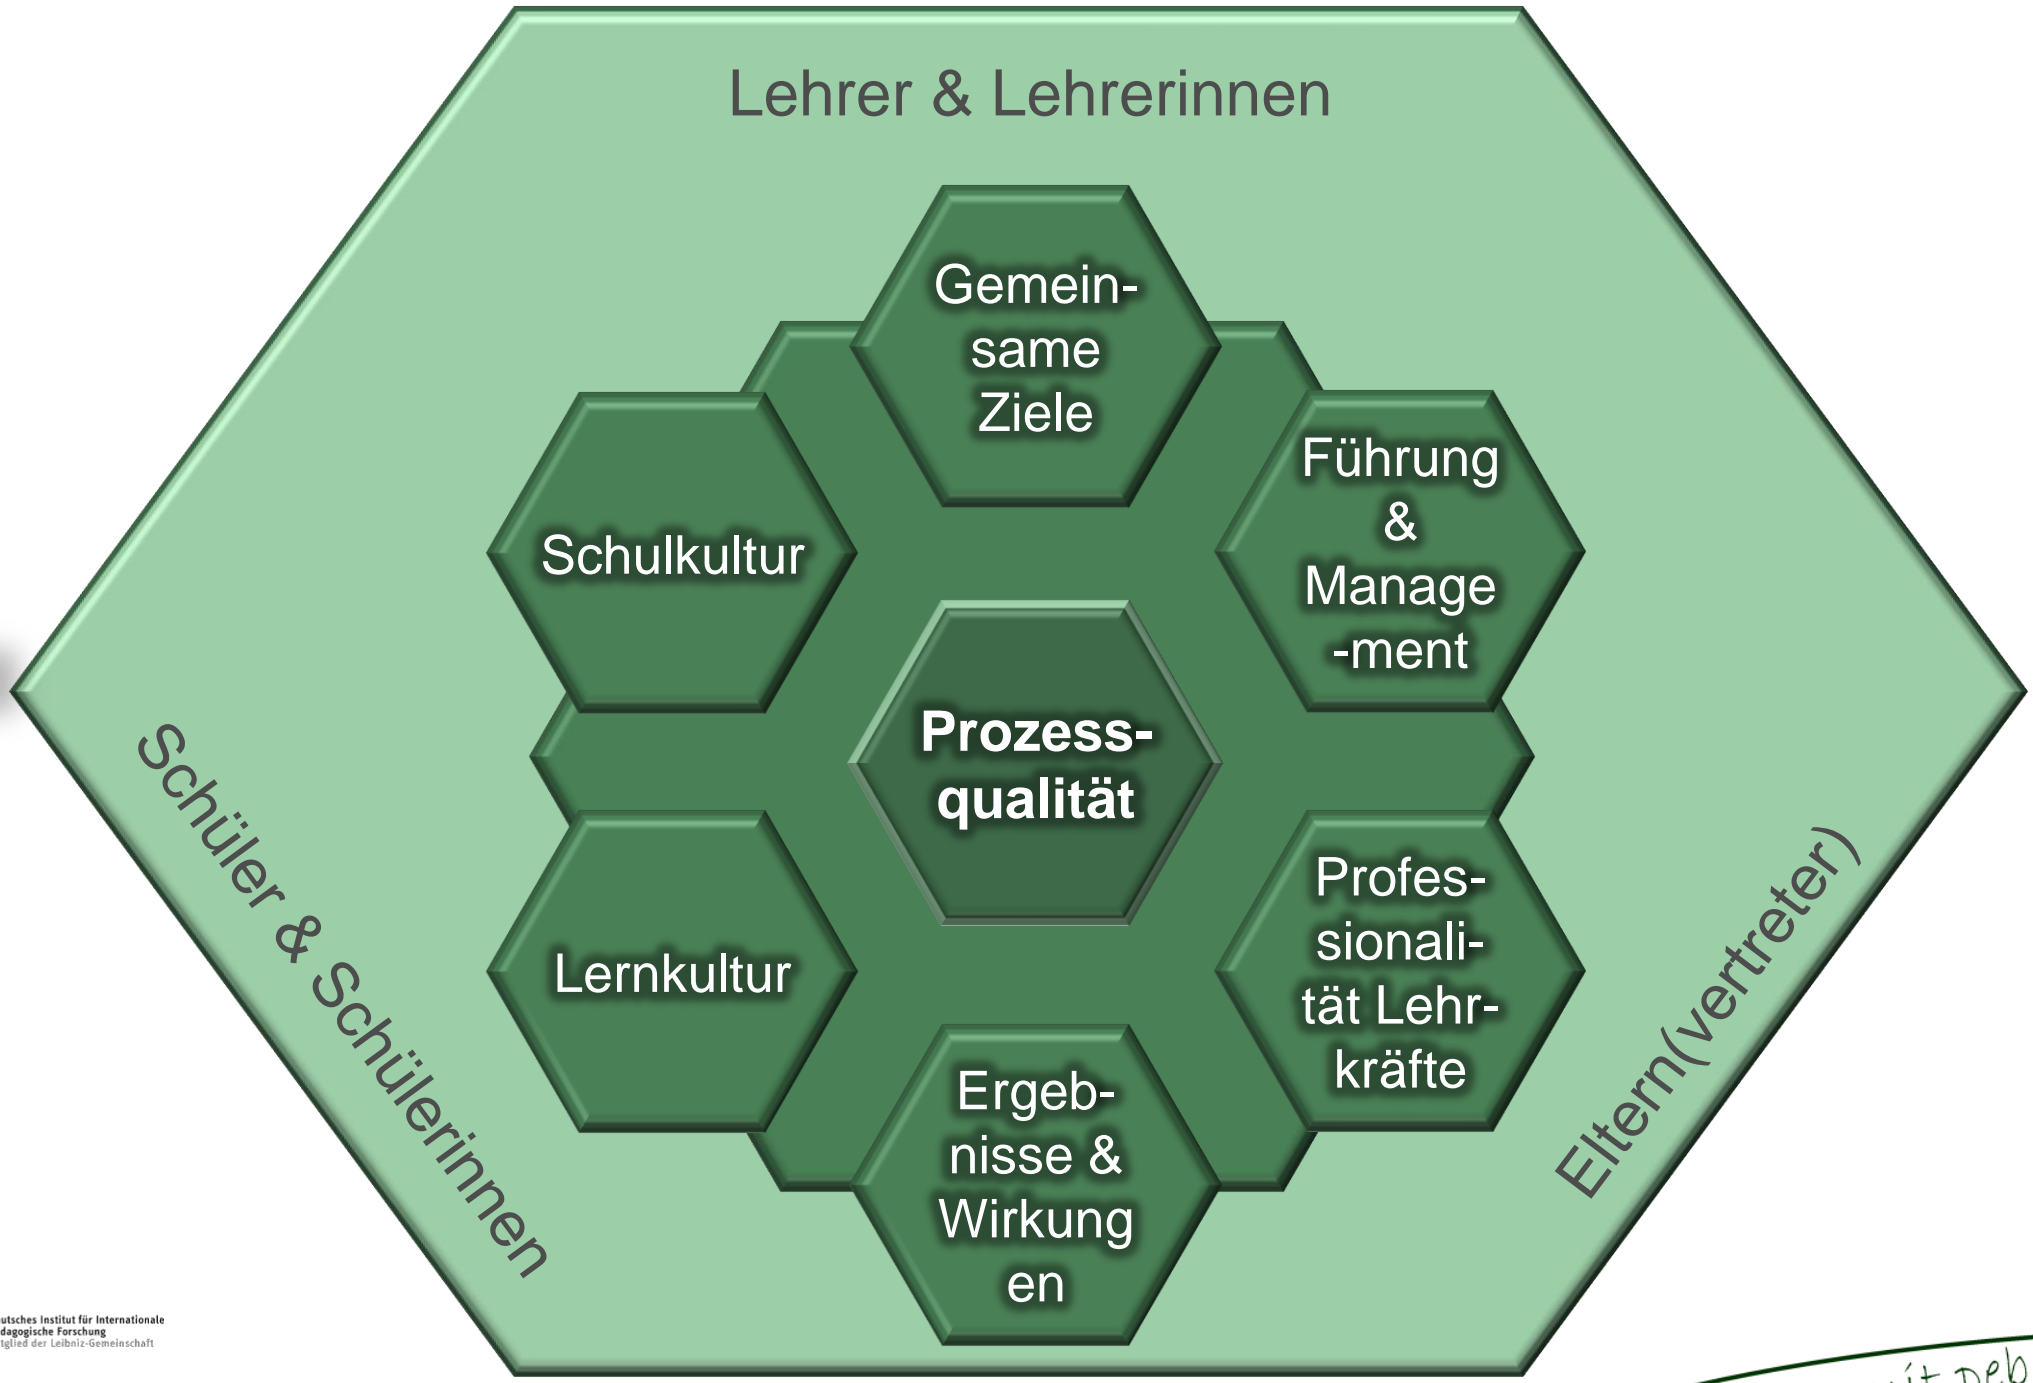 Lehrer & Lehrerinnen
Gemein-
same
Ziele
Führung
&
Manage
-ment
Schulkultur
Prozess-
qualität
Profes-
sionali-
tät Lehr-
kräfte
Lernkultur
Ergeb-
nisse &
Wirkung
en
Schüler & Schülerinnen
Eltern(vertreter)
utsches Institut für Internationale
dagogische Forschung
tglied der Leibniz-Gemeinschaft